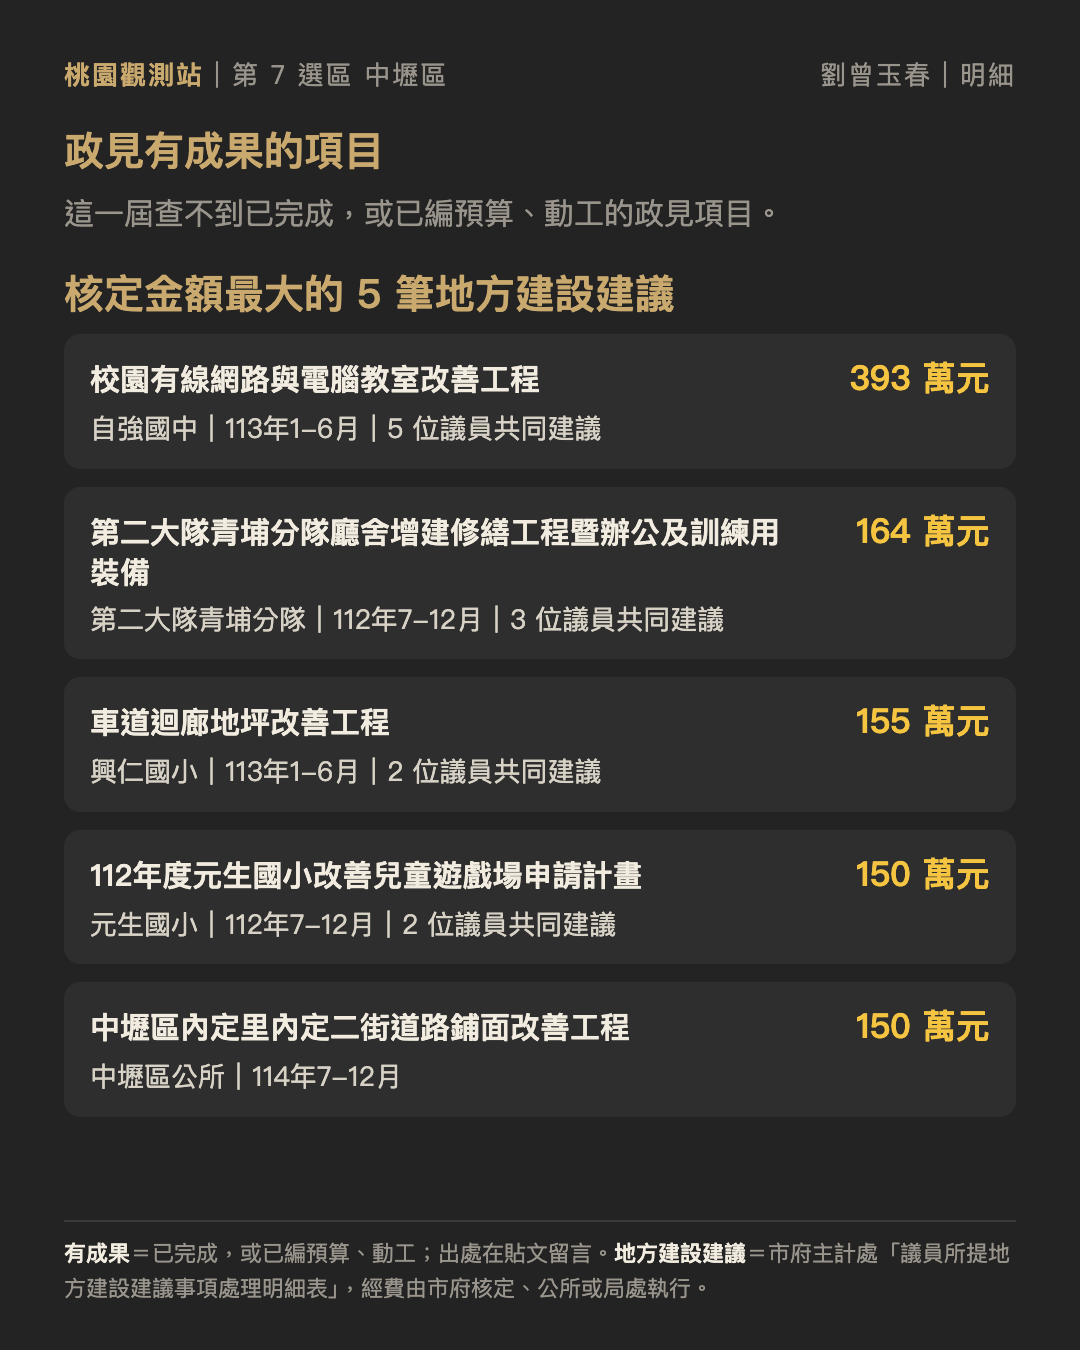 桃園觀測站｜第 7 選區 中壢區
劉曾玉春｜明細
政見有成果的項目
這一屆查不到已完成，或已編預算、動工的政見項目。
核定金額最大的 5 筆地方建設建議
校園有線網路與電腦教室改善工程
393 萬元
自強國中｜113年1–6月｜5 位議員共同建議
第二大隊青埔分隊廳舍增建修繕工程暨辦公及訓練用
裝備
164 萬元
第二大隊青埔分隊｜112年7–12月｜3 位議員共同建議
車道迴廊地坪改善工程
155 萬元
興仁國小｜113年1–6月｜2 位議員共同建議
112年度元生國小改善兒童遊戲場申請計畫
150 萬元
元生國小｜112年7–12月｜2 位議員共同建議
中壢區內定里內定二街道路鋪面改善工程
150 萬元
中壢區公所｜114年7–12月
有成果＝已完成，或已編預算、動工；出處在貼文留言。地方建設建議＝市府主計處「議員所提地
方建設建議事項處理明細表」，經費由市府核定、公所或局處執行。